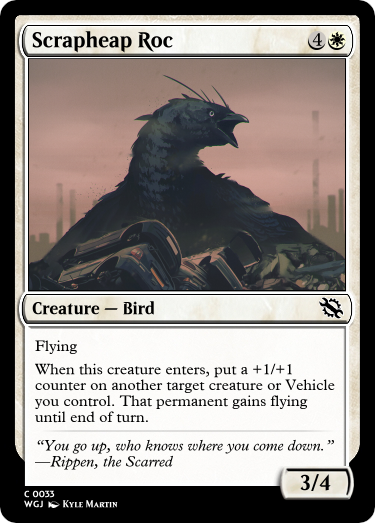 Scrapheap Roc 4
Creature — Bird
Flying
When this creature enters, put a +1/+1
counter on another target creature or Vehicle
you control. That permanent gains flying
until end of turn.
“You go up, who knows where you come down.”
—Rippen, the Scarred
3/4
C 0033
WGJ Kyle Martin